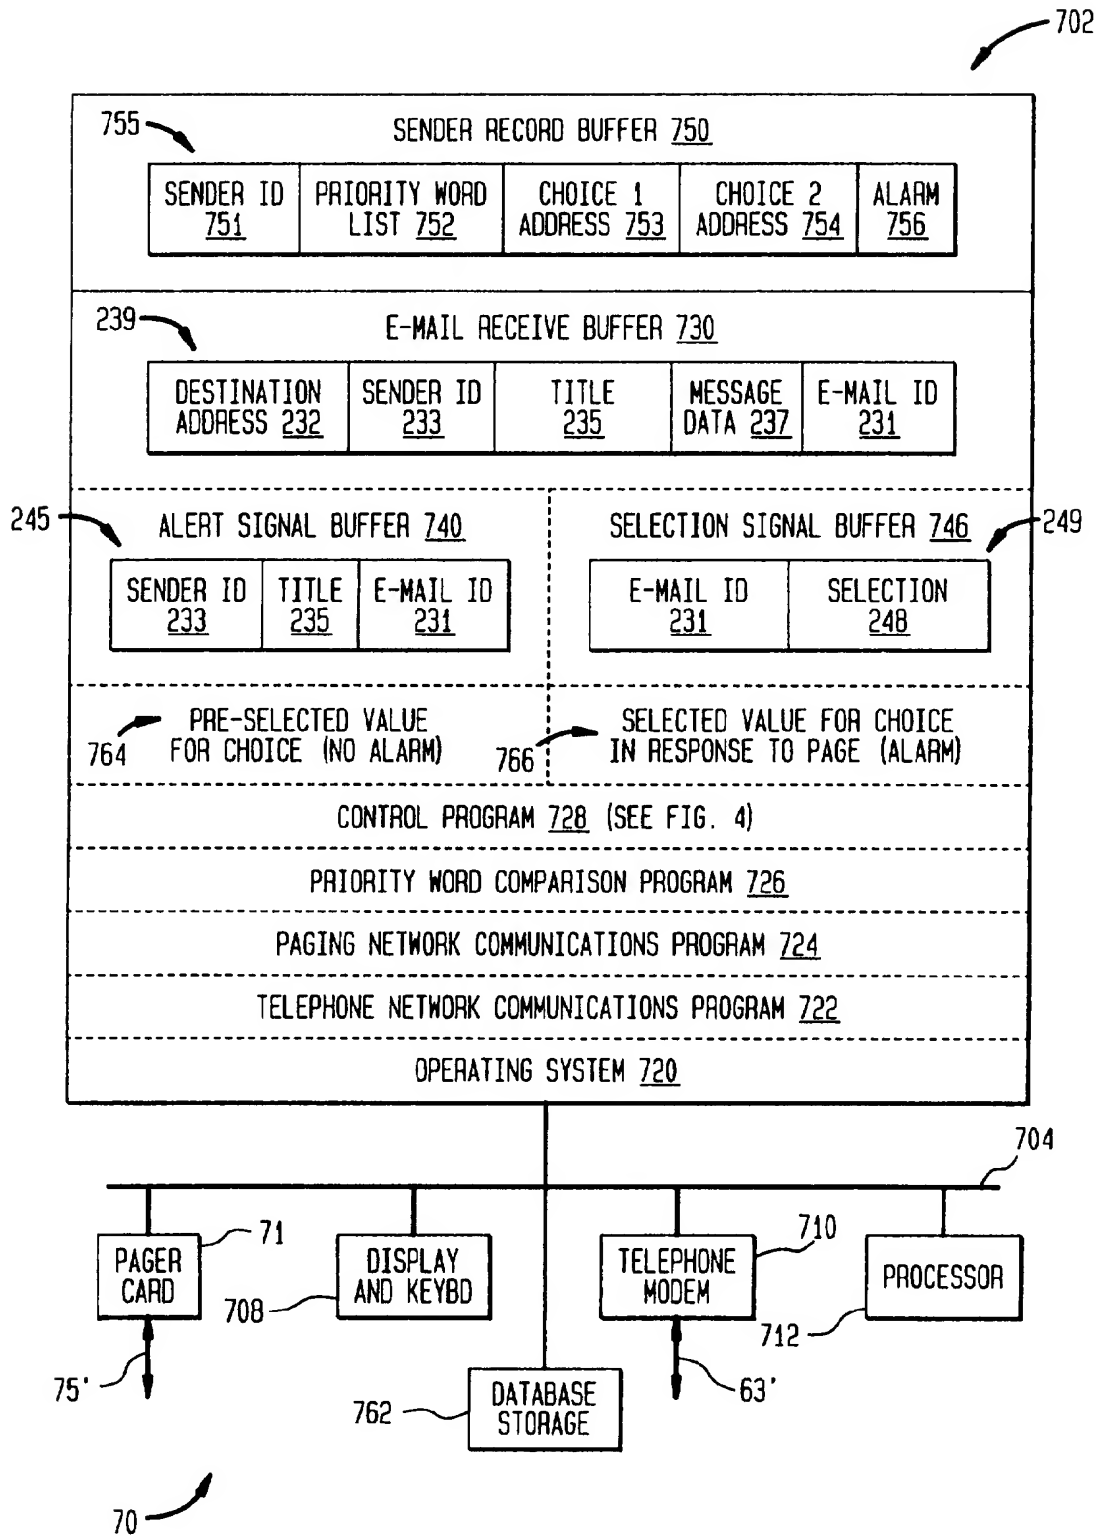 702
755
SENDER RECORD BUFFER 750
SENDER ID 751
PRIORITY WORD LIST 752
CHOICE 1 ADDRESS 753
CHOICE 2 ADDRESS 754
ALARM 756
239
E-MAIL RECEIVE BUFFER 730
DESTINATION ADDRESS 232
SENDER ID 233
TITLE 235
MESSAGE DATA 237
E-MAIL ID 231
245
ALERT SIGNAL BUFFER 740
SENDER ID 233
TITLE 235
E-MAIL ID 231
SELECTION SIGNAL BUFFER 746
249
E-MAIL ID 231
SELECTION 248
764
PRE-SELECTED VALUE
FOR CHOICE (NO ALARM)
766
SELECTED VALUE FOR CHOICE
IN RESPONSE TO PAGE (ALARM)
CONTROL PROGRAM 728 (SEE FIG. 4)
PRIORITY WORD COMPARISON PROGRAM 726
PAGING NETWORK COMMUNICATIONS PROGRAM 724
TELEPHONE NETWORK COMMUNICATIONS PROGRAM 722
OPERATING SYSTEM 720
704
PAGER
CARD
71
DISPLAY
AND KEYBD
708
TELEPHONE
MODEM
710
PROCESSOR
712
75'
63'
DATABASE
STORAGE
762
70